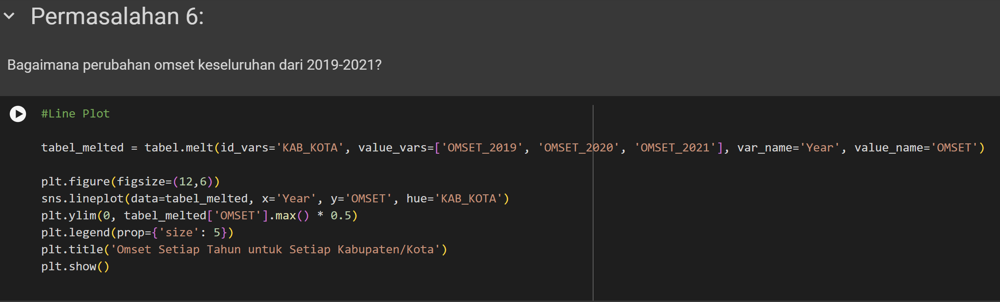 Permasalahan 6:
Bagaimana perubahan omset keseluruhan dari 2019-2021?
#Line Plot
tabel_melted = tabel.melt(id_vars='KAB_KOTA', value_vars=['OMSET_2019', 'OMSET_2020', 'OMSET_2021'], var_name='Year', value_name='OMSET')
plt.figure(figsize=(12,6))
sns.lineplot(data=tabel_melted, x='Year', y='OMSET', hue='KAB_KOTA')
plt.ylim(0, tabel_melted['OMSET'].max() * 0.5)
plt.legend(prop={'size': 5})
plt.title('Omset Setiap Tahun untuk Setiap Kabupaten/Kota')
plt.show()